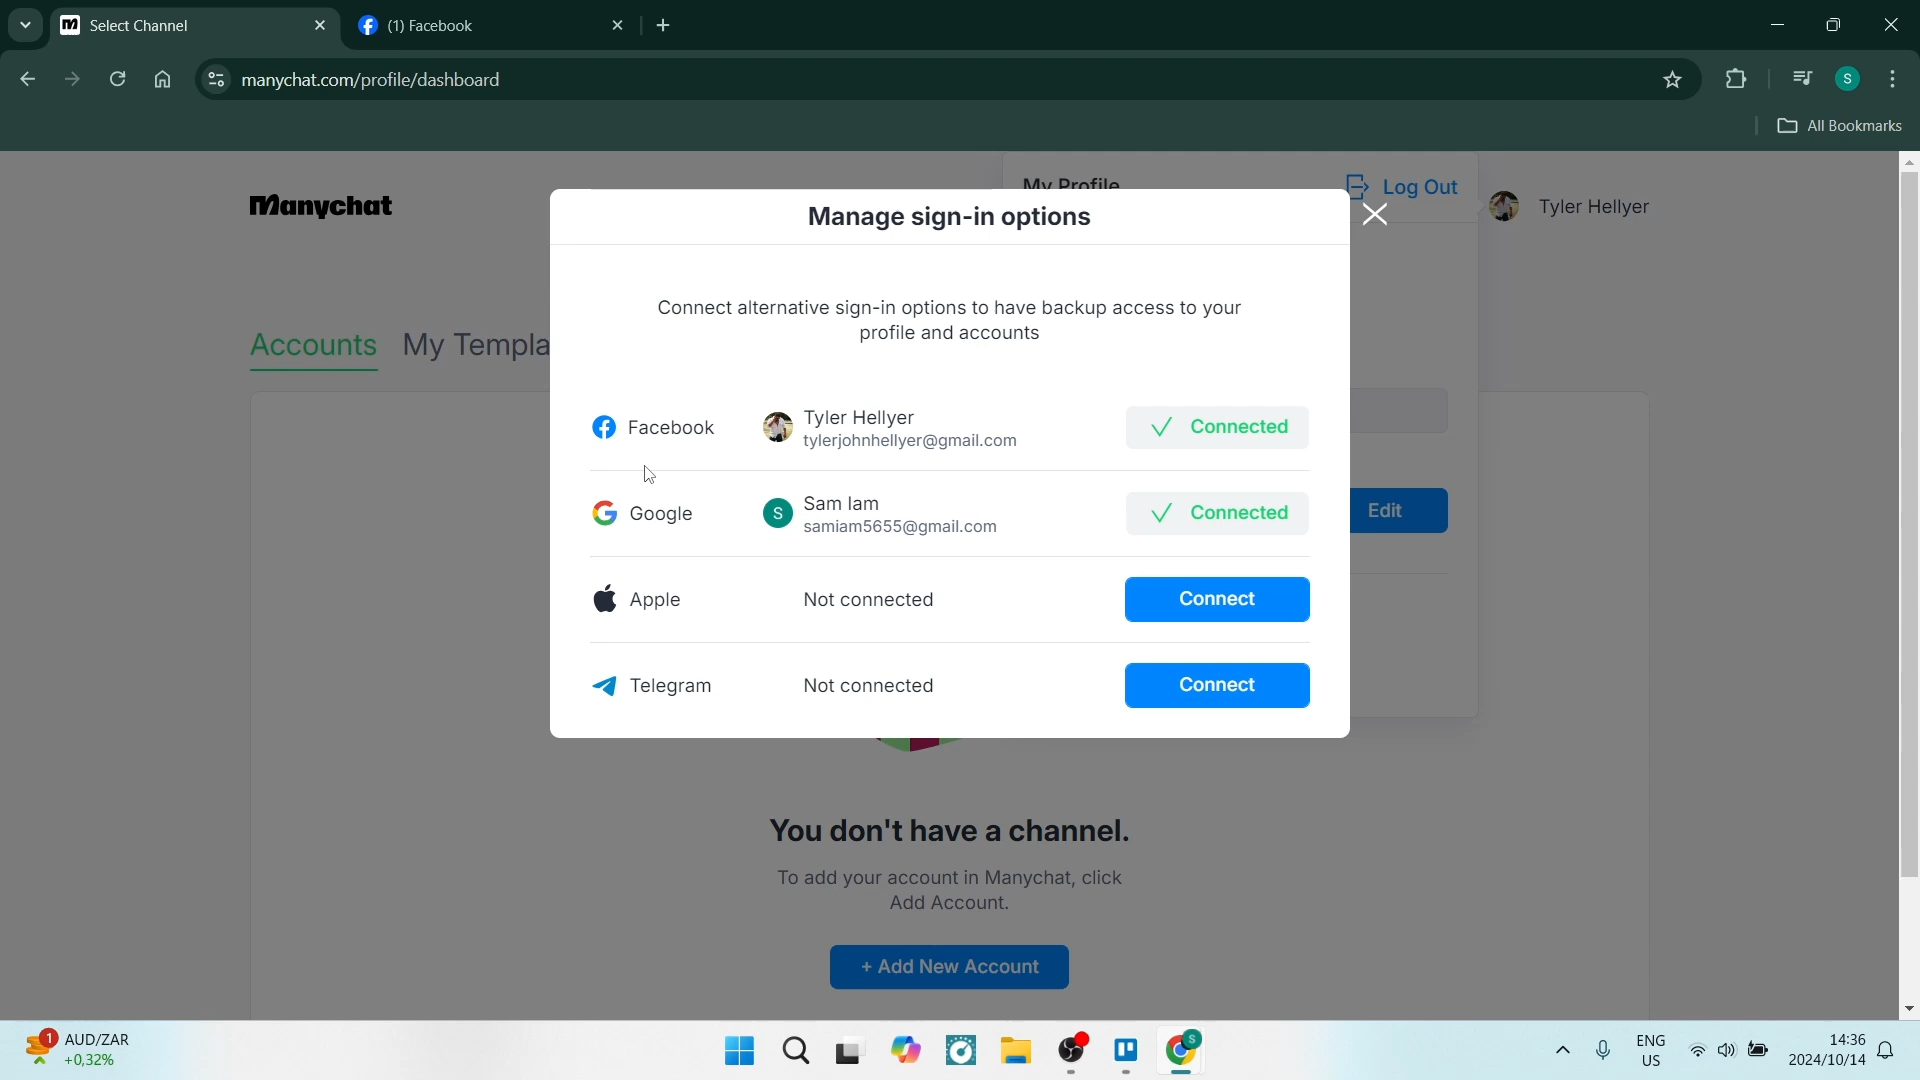 Select Channel
(1) Facebook
manychat.com/profile/dashboard
S
All Bookmarks
Manychat
My Profile
Log Out
Tyler Hellyer
Manage sign-in options
Connect alternative sign-in options to have backup access to your
profile and accounts
Accounts
My Templa
Facebook
Tyler Hellyer
tylerjohnhellyer@gmail.com
Connected
Google
S
Sam Iam
samiam5655@gmail.com
Connected
Edit
Apple
Not connected
Connect
Telegram
Not connected
Connect
You don't have a channel.
To add your account in Manychat, click
Add Account.
+ Add New Account
1
AUD/ZAR
+0,32%
S
ENG
US
14:36
2024/10/14